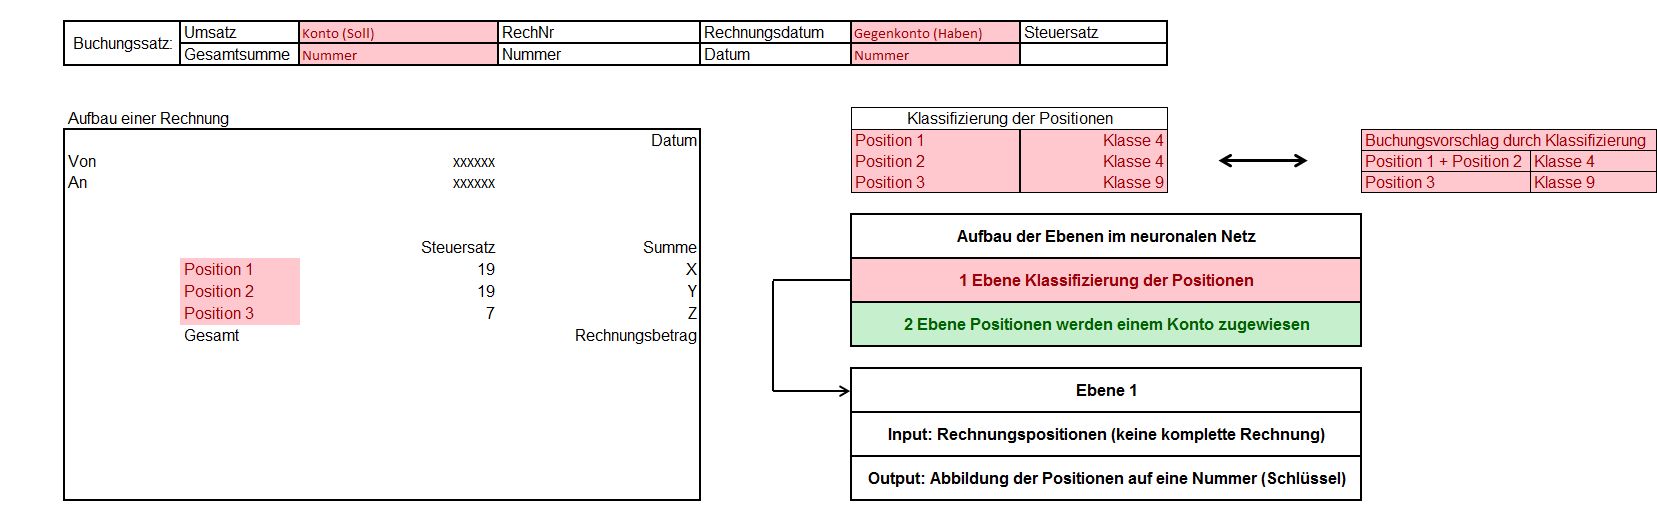 Buchungssatz: Umsatz Konto (Soll) RechNr Rechnungsdatum Gegenkonto (Haben) Steuersatz
Gesamtsumme Nummer Nummer Datum Nummer
Aufbau einer Rechnung
Datum
Von xxxxxx
An xxxxxx
Steuersatz Summe
Position 1 19 X
Position 2 19 Y
Position 3 7 Z
Gesamt Rechnungsbetrag
Klassifizierung der Positionen
Position 1 Klasse 4
Position 2 Klasse 4
Position 3 Klasse 9
Buchungsvorschlag durch Klassifizierung
Position 1 + Position 2 Klasse 4
Position 3 Klasse 9
Aufbau der Ebenen im neuronalen Netz
1 Ebene Klassifizierung der Positionen
2 Ebene Positionen werden einem Konto zugewiesen
Ebene 1
Input: Rechnungspositionen (keine komplette Rechnung)
Output: Abbildung der Positionen auf eine Nummer (Schlüssel)